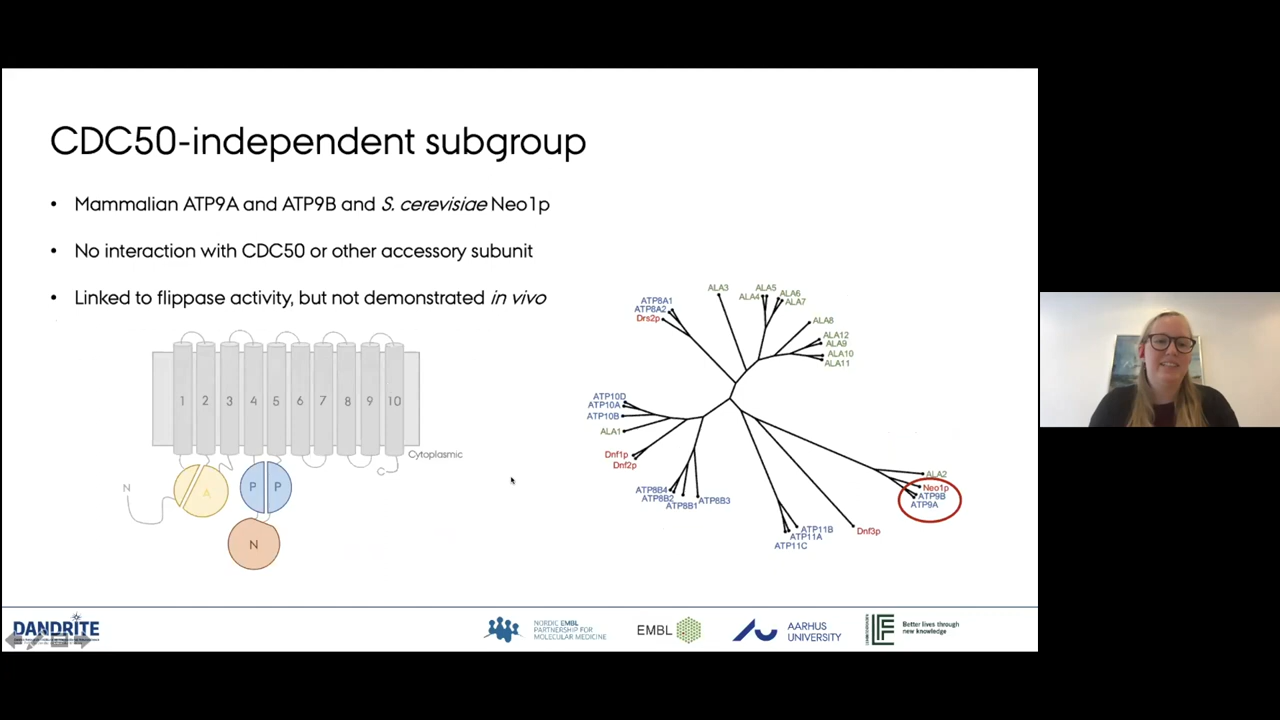 CDC50-independent subgroup
• Mammalian ATP9A and ATP9B and S. cerevisiae Neo1p
• No interaction with CDC50 or other accessory subunit
• Linked to flippase activity, but not demonstrated in vivo
1 2 3 4 5 6 7 8 9 10
Cytoplasmic
C
N
A
P P
N
ATP8A1
ATP8A2
Drs2p
ALA3
ALA5
ALA4
ALA6
ALA7
ALA8
ALA12
ALA9
ALA10
ALA11
ATP10D
ATP10A
ATP10B
ALA1
Dnf1p
Dnf2p
ATP8B4
ATP8B2
ATP8B1
ATP8B3
ATP11B
ATP11A
ATP11C
Dnf3p
ALA2
Neo1p
ATP9B
ATP9A
DANDRITE
NORDIC EMBL
PARTNERSHIP FOR
MOLECULAR MEDICINE
EMBL
AARHUS
UNIVERSITY
Better lives through
new knowledge